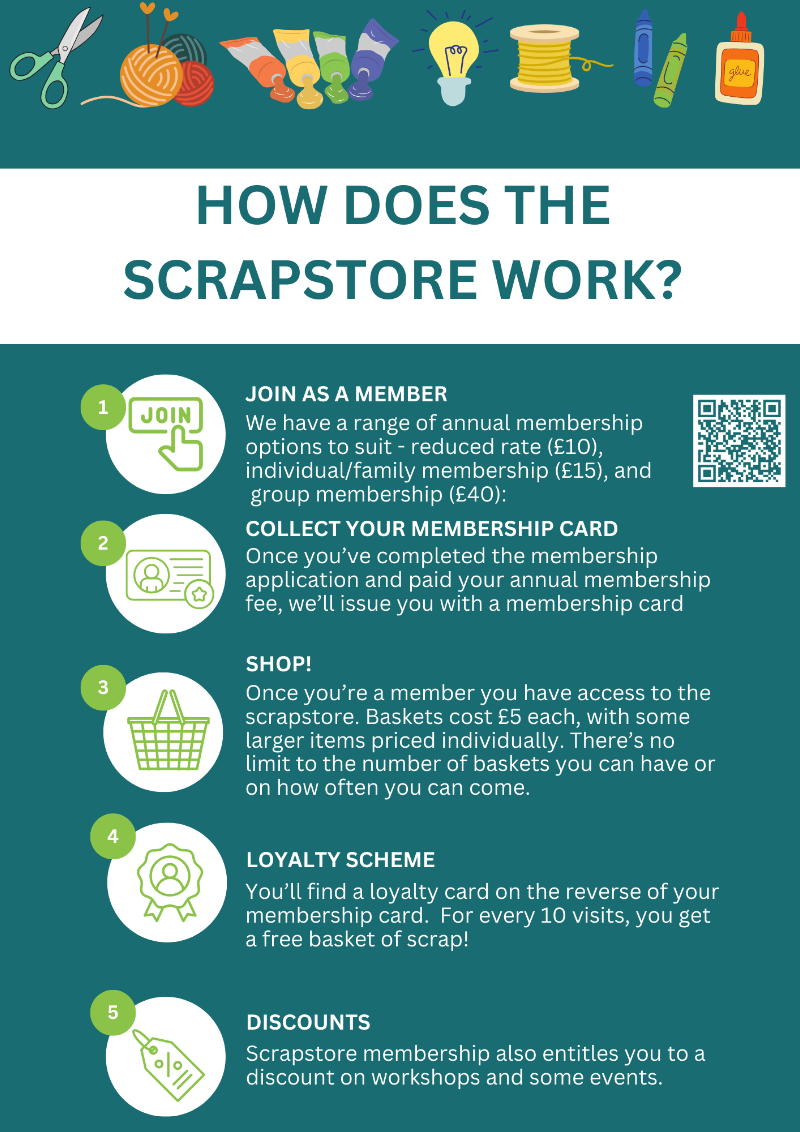 glue
HOW DOES THE
SCRAPSTORE WORK?
1
JOIN
JOIN AS A MEMBER
We have a range of annual membership
options to suit - reduced rate (£10),
individual/family membership (£15), and
group membership (£40):
2
COLLECT YOUR MEMBERSHIP CARD
Once you’ve completed the membership
application and paid your annual membership
fee, we’ll issue you with a membership card
3
SHOP!
Once you’re a member you have access to the
scrapstore. Baskets cost £5 each, with some
larger items priced individually. There’s no
limit to the number of baskets you can have or
on how often you can come.
4
LOYALTY SCHEME
You’ll find a loyalty card on the reverse of your
membership card.  For every 10 visits, you get
a free basket of scrap!
5
%
DISCOUNTS
Scrapstore membership also entitles you to a
discount on workshops and some events.